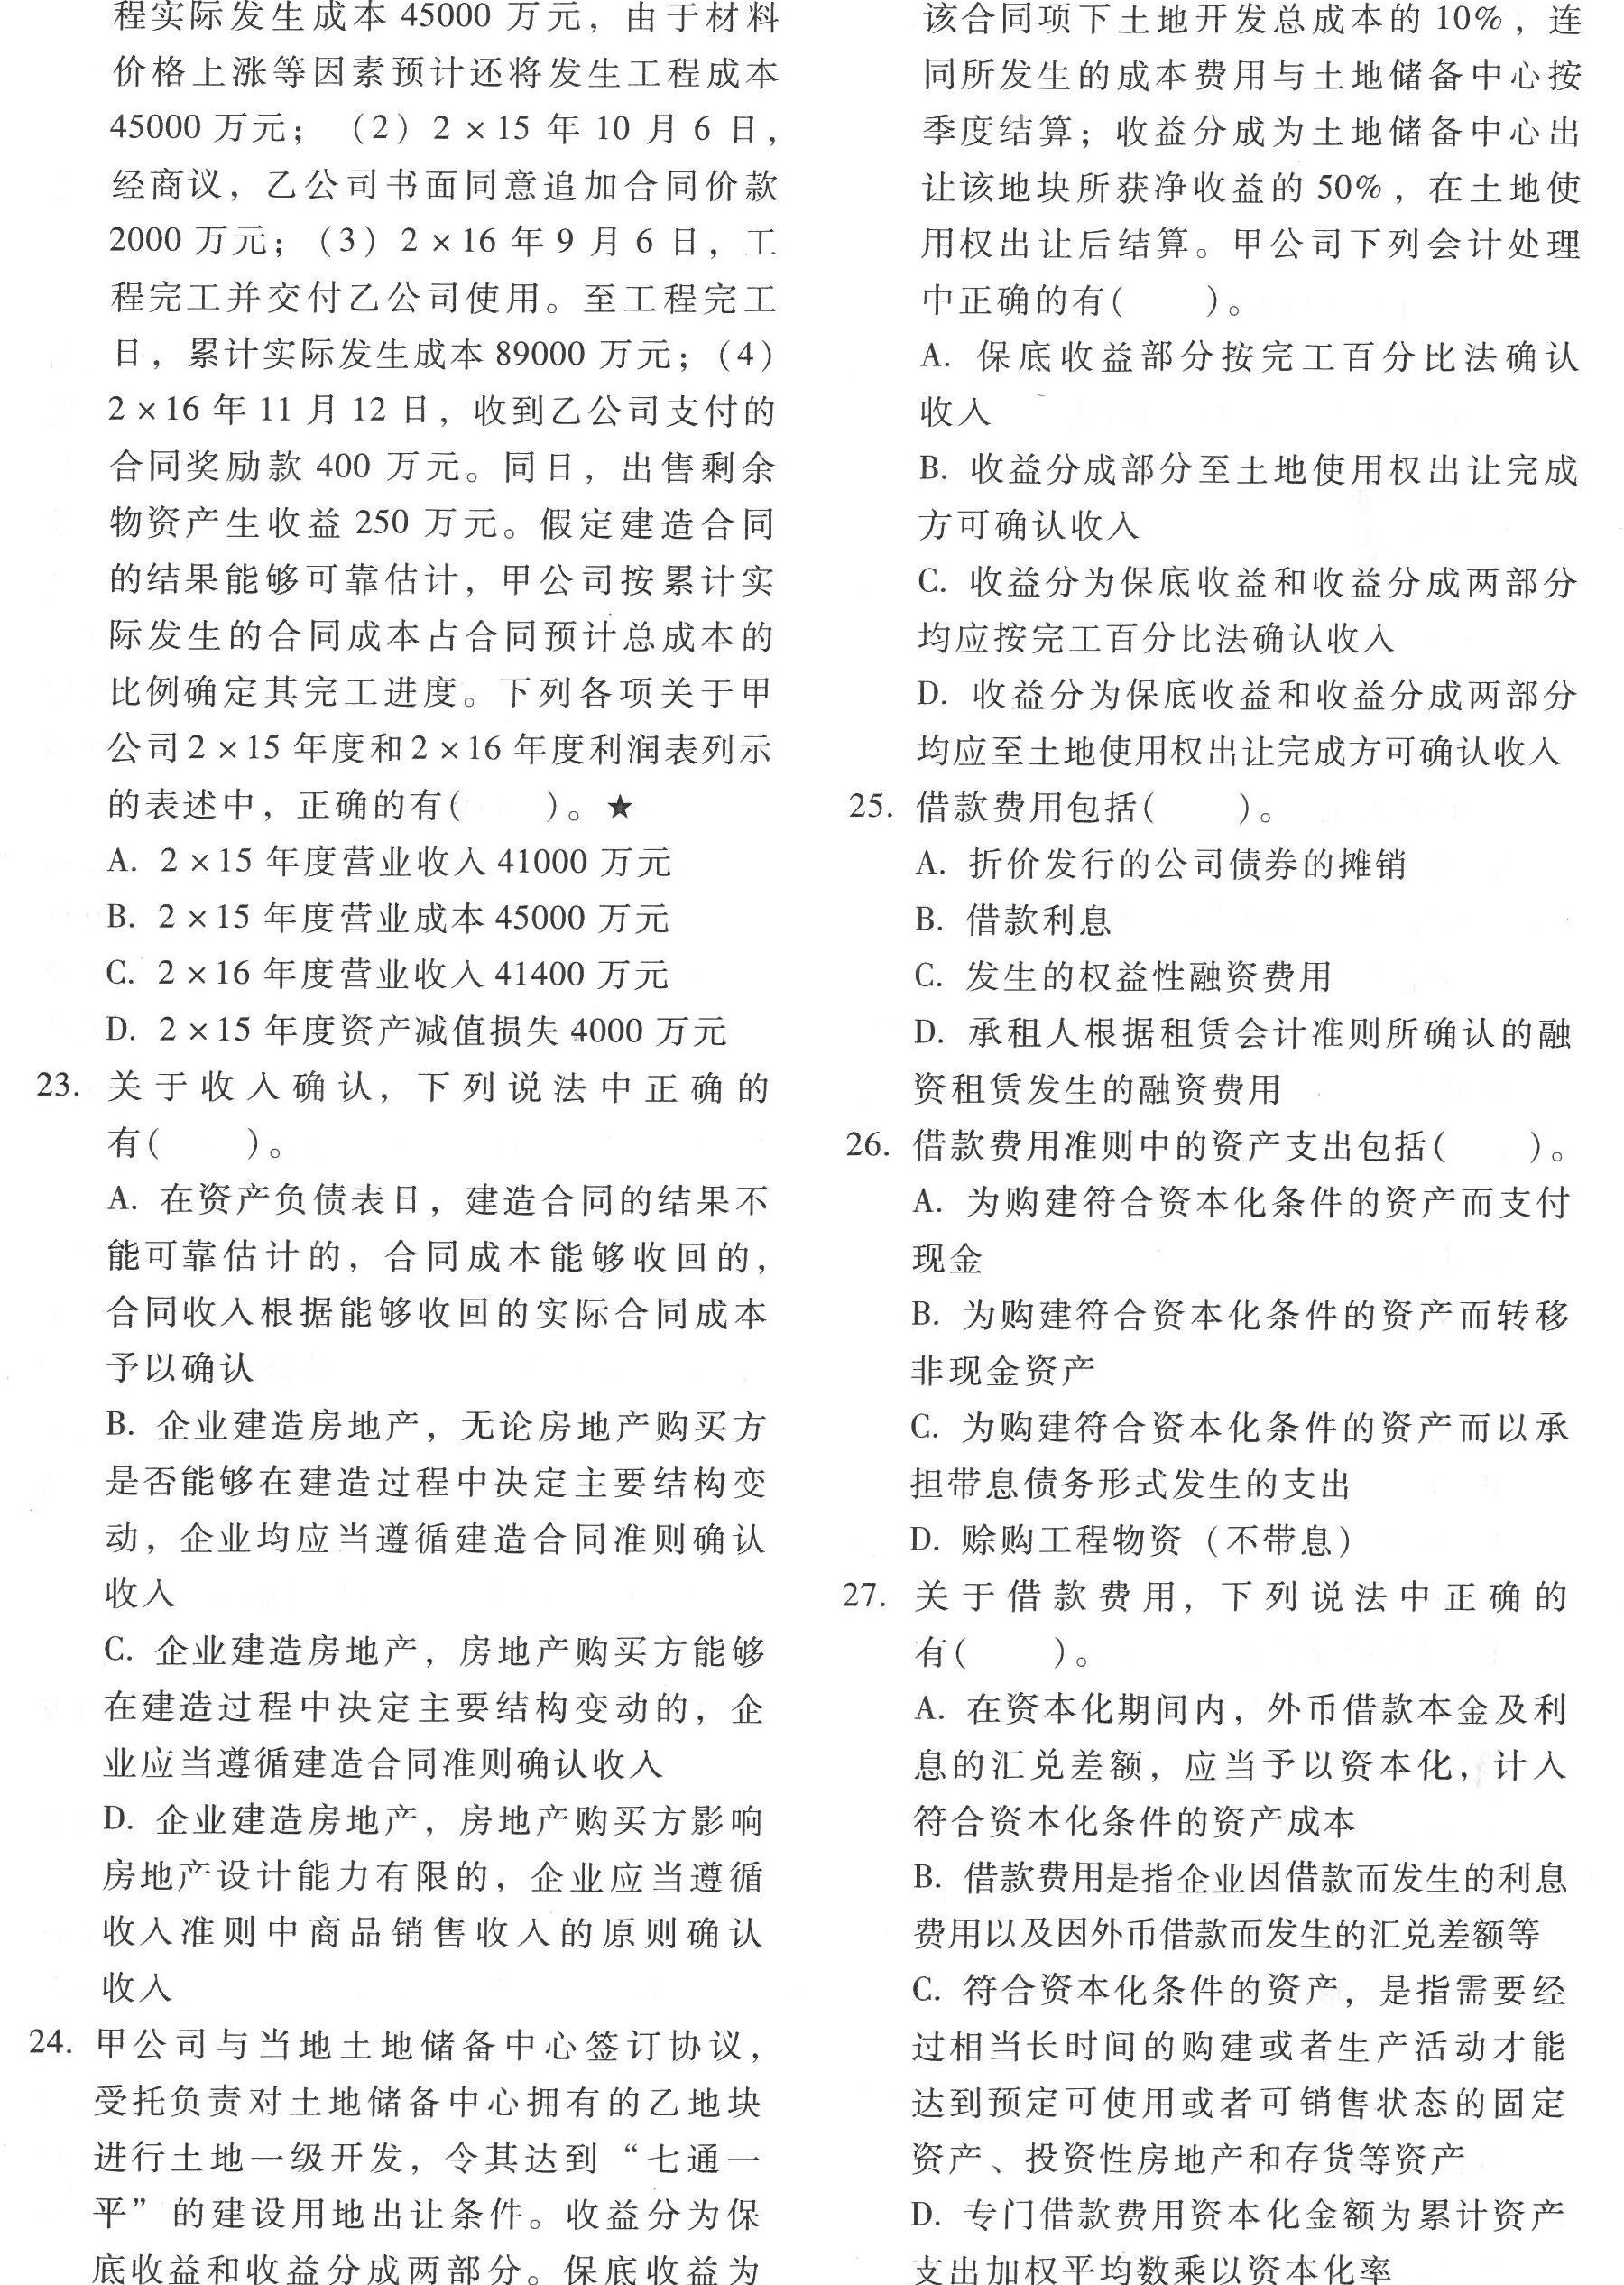 程实际发生成本 45000 万元，由于材料
价格上涨等因素预计还将发生工程成本
45000 万元；（2）2×15 年 10 月 6 日，
经商议，乙公司书面同意追加合同价款
2000 万元；（3）2×16 年 9 月 6 日，工
程完工并交付乙公司使用。至工程完工
日，累计实际发生成本 89000 万元；（4）
2×16 年 11 月 12 日，收到乙公司支付的
合同奖励款 400 万元。同日，出售剩余
物资产生收益 250 万元。假定建造合同
的结果能够可靠估计，甲公司按累计实
际发生的合同成本占合同预计总成本的
比例确定其完工进度。下列各项关于甲
公司 2×15 年度和 2×16 年度利润表列示
的表述中，正确的有(　　)。★
A. 2×15 年度营业收入 41000 万元
B. 2×15 年度营业成本 45000 万元
C. 2×16 年度营业收入 41400 万元
D. 2×15 年度资产减值损失 4000 万元
23. 关于收入确认，下列说法中正确的
有(　　)。
A. 在资产负债表日，建造合同的结果不
能可靠估计的，合同成本能够收回的，
合同收入根据能够收回的实际合同成本
予以确认
B. 企业建造房地产，无论房地产购买方
是否能够在建造过程中决定主要结构变
动，企业均应当遵循建造合同准则确认
收入
C. 企业建造房地产，房地产购买方能够
在建造过程中决定主要结构变动的，企
业应当遵循建造合同准则确认收入
D. 企业建造房地产，房地产购买方影响
房地产设计能力有限的，企业应当遵循
收入准则中商品销售收入的原则确认
收入
24. 甲公司与当地土地储备中心签订协议，
受托负责对土地储备中心拥有的乙地块
进行土地一级开发，令其达到“七通一
平”的建设用地出让条件。收益分为保
底收益和收益分成两部分。保底收益为
该合同项下土地开发总成本的 10%，连
同所发生的成本费用与土地储备中心按
季度结算；收益分成为土地储备中心出
让该地块所获净收益的 50%，在土地使
用权出让后结算。甲公司下列会计处理
中正确的有(　　)。
A. 保底收益部分按完工百分比法确认
收入
B. 收益分成部分至土地使用权出让完成
方可确认收入
C. 收益分为保底收益和收益分成两部分
均应按完工百分比法确认收入
D. 收益分为保底收益和收益分成两部分
均应至土地使用权出让完成方可确认收入
25. 借款费用包括(　　)。
A. 折价发行的公司债券的摊销
B. 借款利息
C. 发生的权益性融资费用
D. 承租人根据租赁会计准则所确认的融
资租赁发生的融资费用
26. 借款费用准则中的资产支出包括(　　)。
A. 为购建符合资本化条件的资产而支付
现金
B. 为购建符合资本化条件的资产而转移
非现金资产
C. 为购建符合资本化条件的资产而以承
担带息债务形式发生的支出
D. 赊购工程物资（不带息）
27. 关于借款费用，下列说法中正确的
有(　　)。
A. 在资本化期间内，外币借款本金及利
息的汇兑差额，应当予以资本化，计入
符合资本化条件的资产成本
B. 借款费用是指企业因借款而发生的利息
费用以及因外币借款而发生的汇兑差额等
C. 符合资本化条件的资产，是指需要经
过相当长时间的购建或者生产活动才能
达到预定可使用或者可销售状态的固定
资产、投资性房地产和存货等资产
D. 专门借款费用资本化金额为累计资产
支出加权平均数乘以资本化率